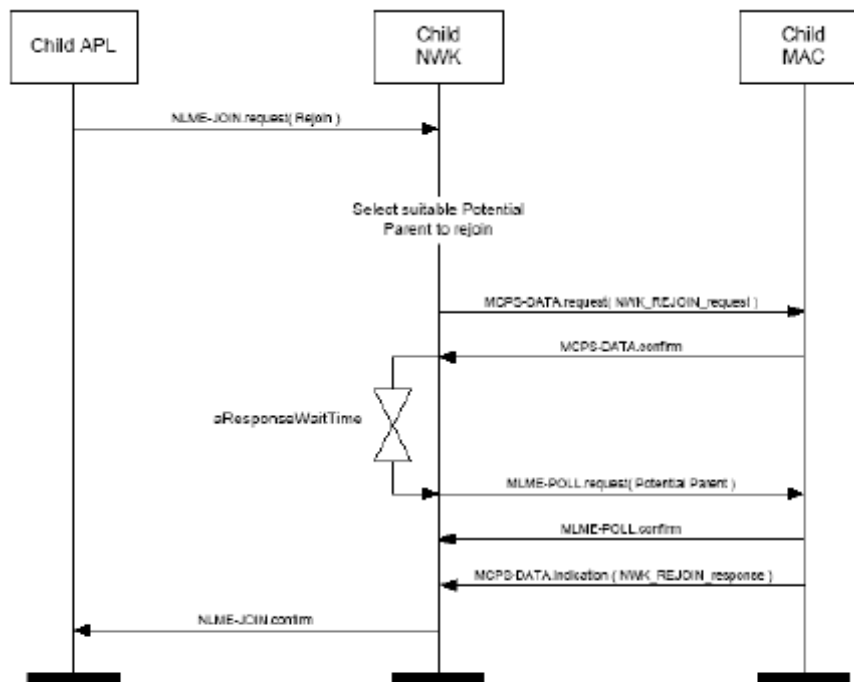 Child APL
Child
NWK
Child
MAC
NLME-JOIN.request( Rejoin )
Select suitable Potential
Parent to rejoin
MCPS-DATA.request( NWK_REJOIN_request )
MCPS-DATA.confirm
aResponseWaitTime
MLME-POLL.request( Potential Parent )
MLME-POLL.confirm
MCPS-DATA.indication ( NWK_REJOIN_response )
NLME-JOIN.confirm